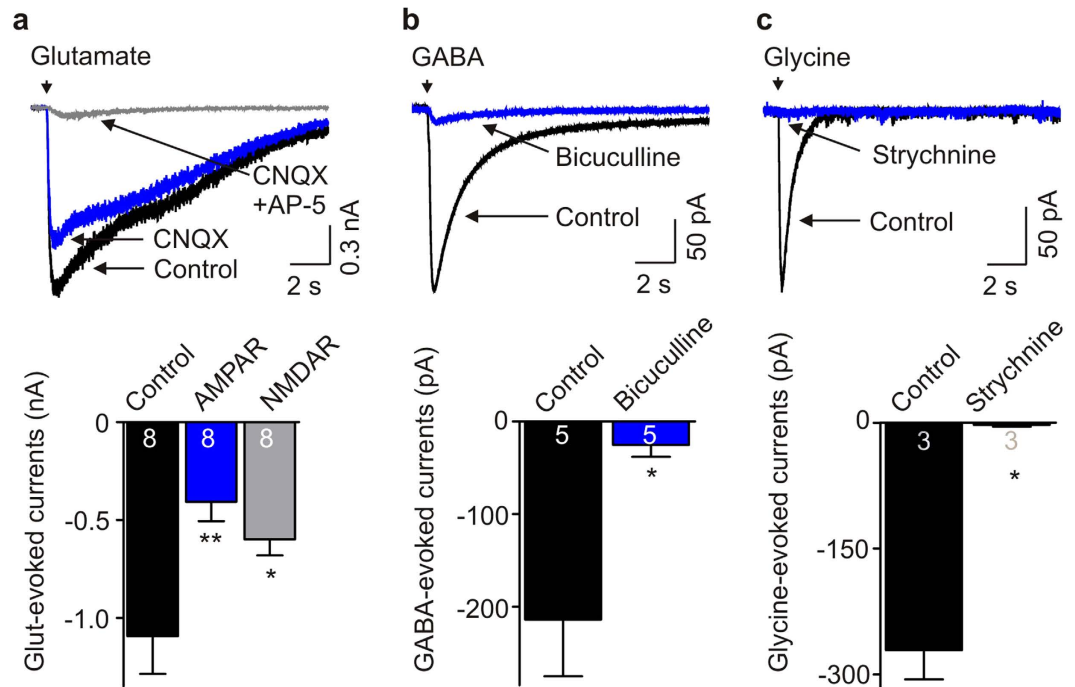 a
Glutamate
CNQX
+AP-5
CNQX
Control
0.3 nA
2 s
b
GABA
Bicuculline
Control
50 pA
2 s
c
Glycine
Strychnine
Control
50 pA
2 s
Glut-evoked currents (nA)
Control
AMPAR
NMDAR
0
-0.5
-1.0
8
8
8
**
*
GABA-evoked currents (pA)
Control
Bicuculline
0
-100
-200
5
5
*
Glycine-evoked currents (pA)
Control
Strychnine
0
-150
-300
3
3
*